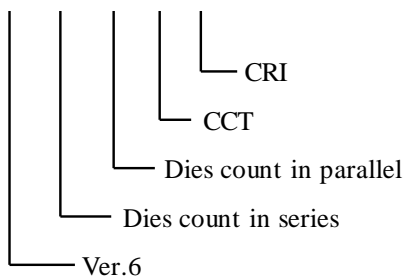 CRI
CCT
Dies count in parallel
Dies count in series
Ver.6